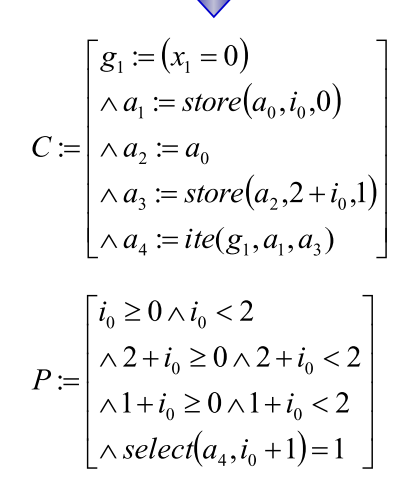 C := [ g₁ := (x₁ = 0)
∧ a₁ := store(a₀, i₀, 0)
∧ a₂ := a₀
∧ a₃ := store(a₂, 2 + i₀, 1)
∧ a₄ := ite(g₁, a₁, a₃) ]
P := [ i₀ ≥ 0 ∧ i₀ < 2
∧ 2 + i₀ ≥ 0 ∧ 2 + i₀ < 2
∧ 1 + i₀ ≥ 0 ∧ 1 + i₀ < 2
∧ select(a₄, i₀ + 1) = 1 ]